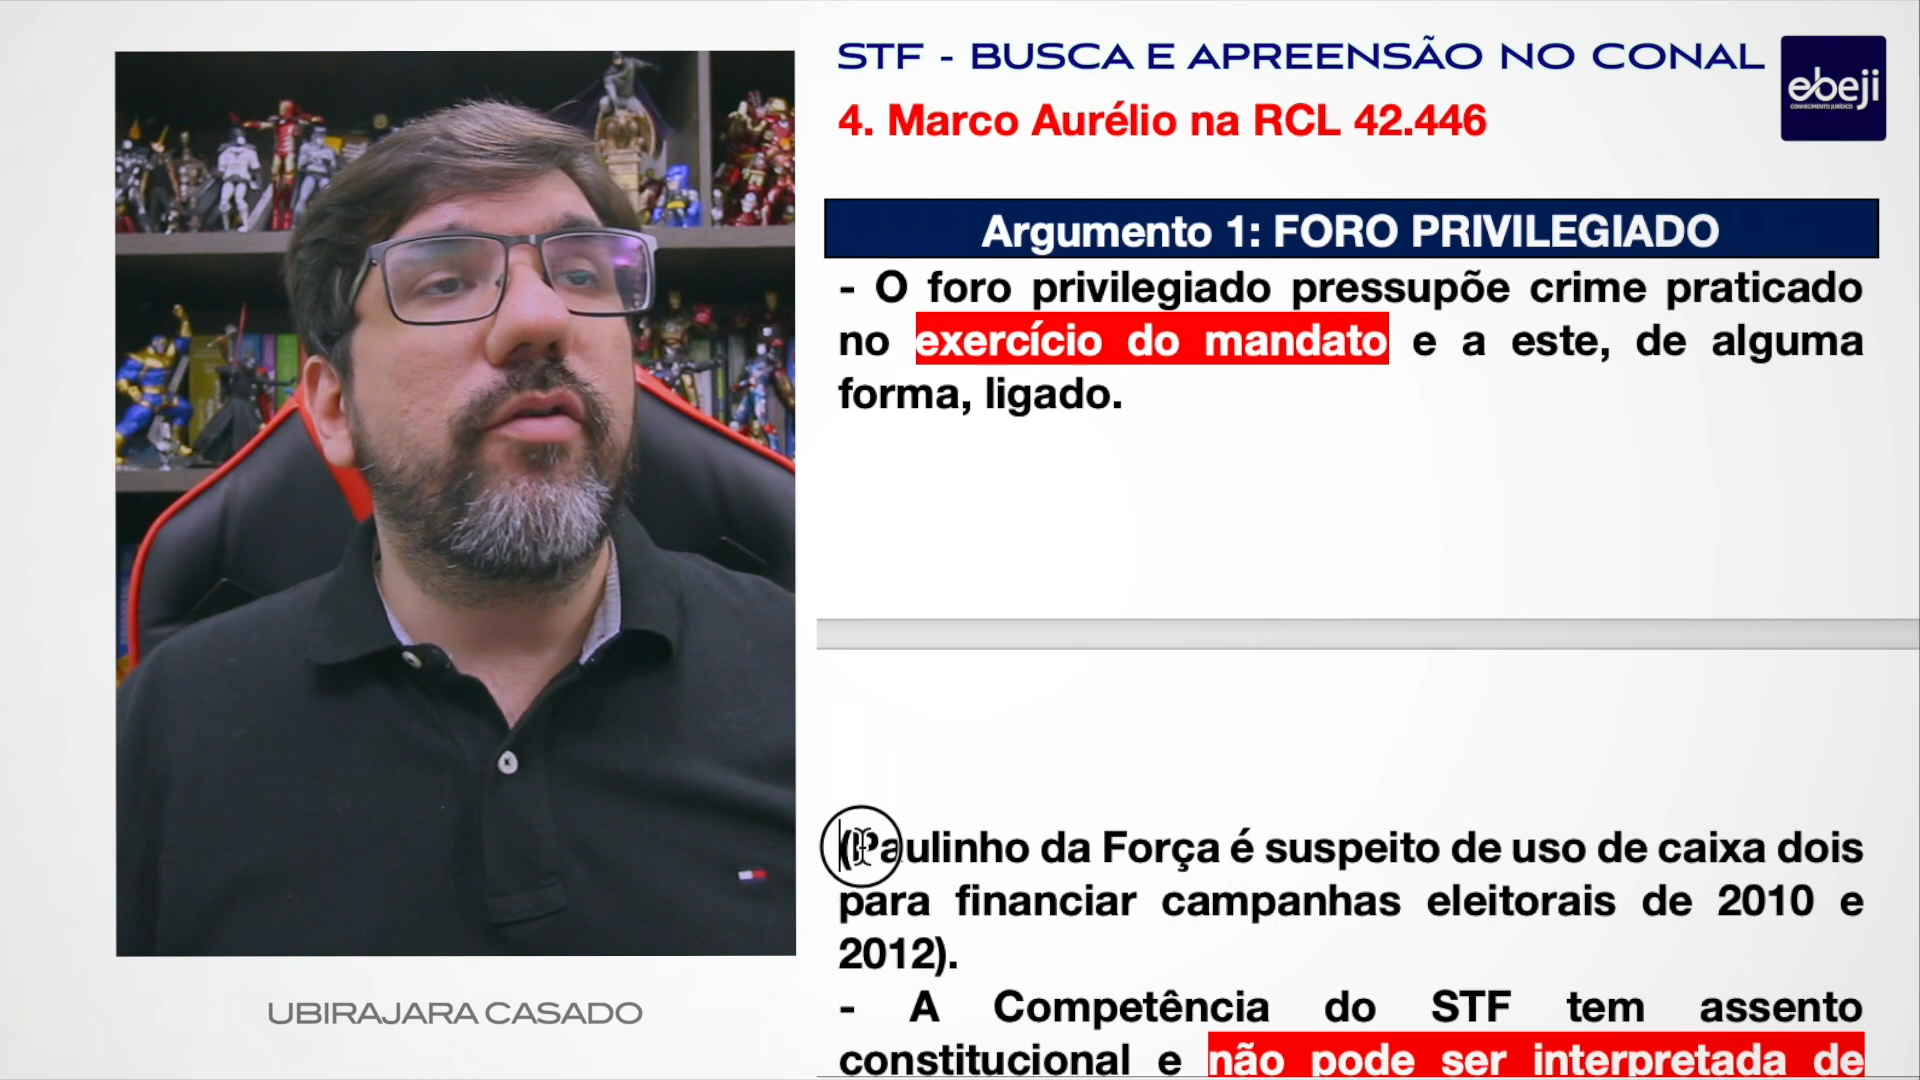 STF - BUSCA E APREENSÃO NO CONAL
ebeji
CONHECIMENTO JURÍDICO
4. Marco Aurélio na RCL 42.446
Argumento 1: FORO PRIVILEGIADO
- O foro privilegiado pressupõe crime praticado
no exercício do mandato e a este, de alguma
forma, ligado.
(Paulinho da Força é suspeito de uso de caixa dois
para financiar campanhas eleitorais de 2010 e
2012).
- A Competência do STF tem assento
constitucional e não pode ser interpretada de
UBIRAJARA CASADO